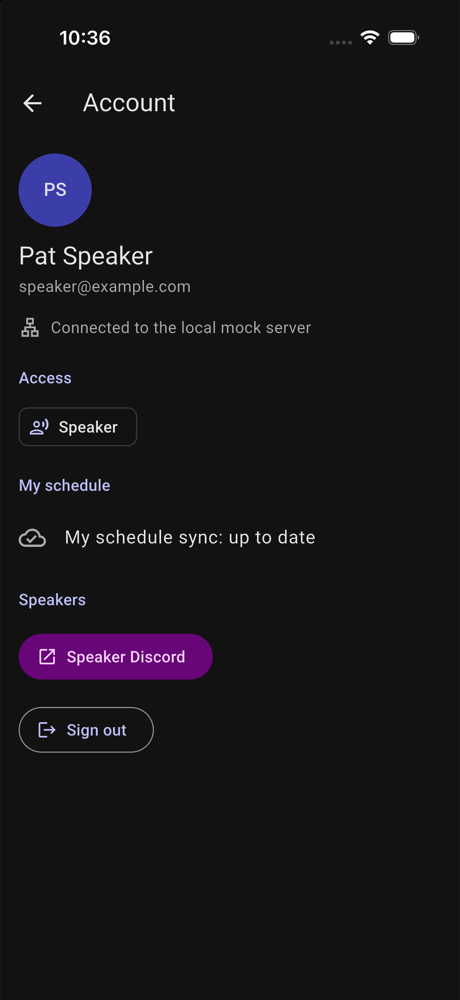 10:36
Account
PS
Pat Speaker
speaker@example.com
Connected to the local mock server
Access
Speaker
My schedule
My schedule sync: up to date
Speakers
Speaker Discord
Sign out